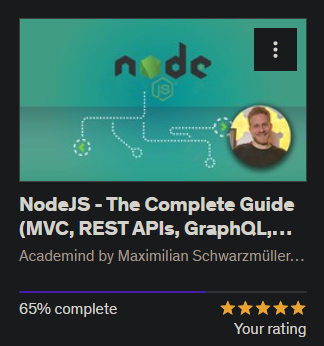 node
JS
NodeJS - The Complete Guide
(MVC, REST APIs, GraphQL,...
Academind by Maximilian Schwarzmüller...
65% complete
Your rating